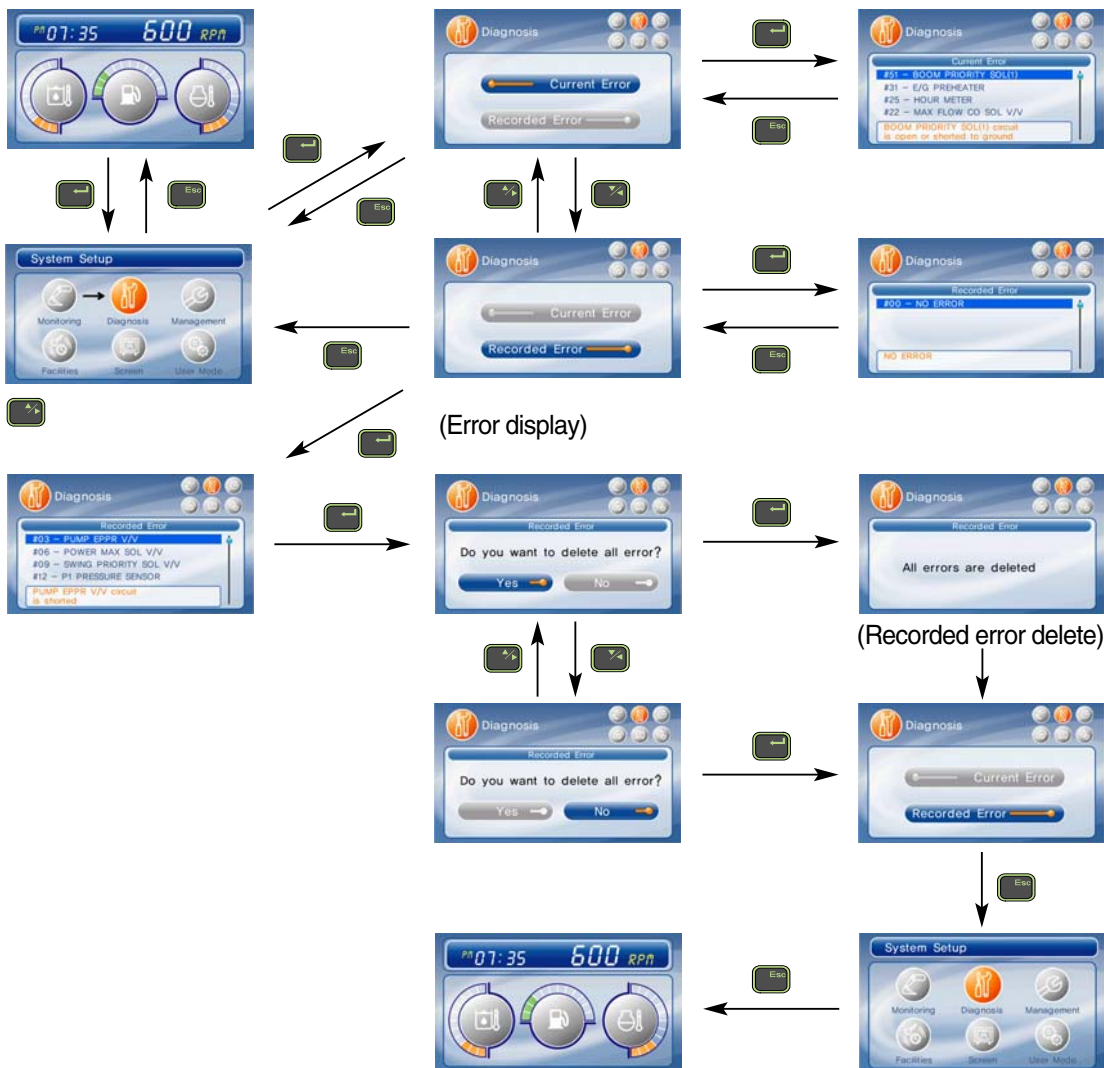 PM 07:35 600 RPM
Diagnosis
Current Error
Recorded Error
Diagnosis
Current Error
#51 - BOOM PRIORITY SOL(1)
#31 - E/G PREHEATER
#25 - HOUR METER
#22 - MAX FLOW CO SOL V/V
BOOM PRIORITY SOL(1) circuit
is open or shorted to ground
Esc
Esc
Esc
System Setup
Monitoring Diagnosis Management
Facilities Screen User Mode
Diagnosis
Current Error
Recorded Error
Diagnosis
Recorded Error
#00 - NO ERROR
NO ERROR
Esc
Esc
(Error display)
Diagnosis
Recorded Error
#03 - PUMP EPPR V/V
#06 - POWER MAX SOL V/V
#09 - SWING PRIORITY SOL V/V
#12 - P1 PRESSURE SENSOR
PUMP EPPR V/V circuit
is shorted
Diagnosis
Recorded Error
Do you want to delete all error?
Yes No
Diagnosis
Recorded Error
All errors are deleted
(Recorded error delete)
Diagnosis
Recorded Error
Do you want to delete all error?
Yes No
Diagnosis
Current Error
Recorded Error
Esc
PM 07:35 600 RPM
Esc
System Setup
Monitoring Diagnosis Management
Facilities Screen User Mode